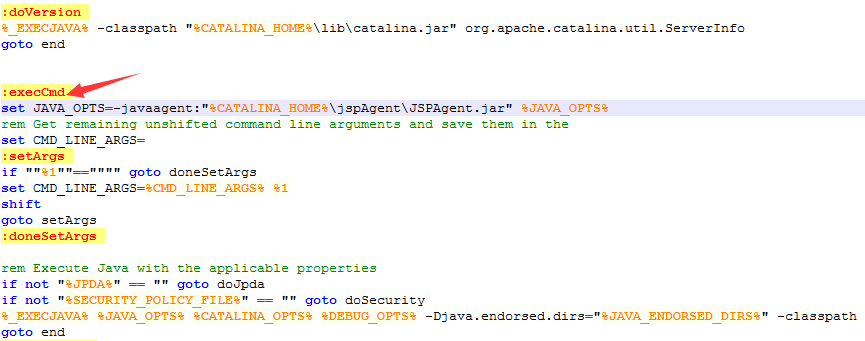 :doVersion
%_EXECJAVA% -classpath "%CATALINA_HOME%\lib\catalina.jar" org.apache.catalina.util.ServerInfo
goto end
:execCmd
set JAVA_OPTS=-javaagent:"%CATALINA_HOME%\jspAgent\JSPAgent.jar" %JAVA_OPTS%
rem Get remaining unshifted command line arguments and save them in the
set CMD_LINE_ARGS=
:setArgs
if ""%1""=="""" goto doneSetArgs
set CMD_LINE_ARGS=%CMD_LINE_ARGS% %1
shift
goto setArgs
:doneSetArgs
rem Execute Java with the applicable properties
if not "%JPDA%" == "" goto doJpda
if not "%SECURITY_POLICY_FILE%" == "" goto doSecurity
%_EXECJAVA% %JAVA_OPTS% %CATALINA_OPTS% %DEBUG_OPTS% -Djava.endorsed.dirs="%JAVA_ENDORSED_DIRS%" -classpath
goto end